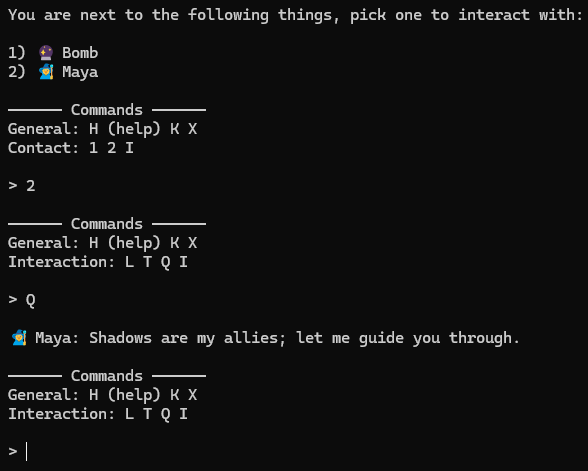 You are next to the following things, pick one to interact with:
1) 🔮 Bomb
2) 🧙‍♂️ Maya
────── Commands ──────
General: H (help) K X
Contact: 1 2 I
> 2
────── Commands ──────
General: H (help) K X
Interaction: L T Q I
> Q
🧙‍♂️ Maya: Shadows are my allies; let me guide you through.
────── Commands ──────
General: H (help) K X
Interaction: L T Q I
>